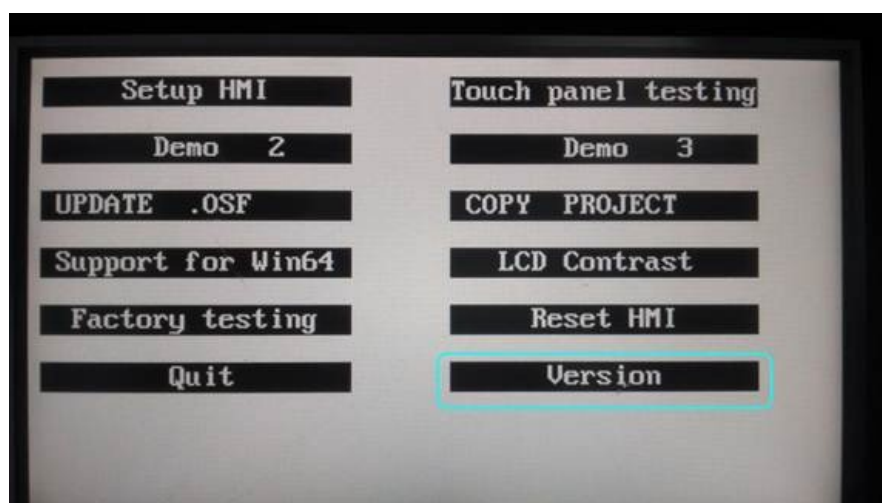 Setup HMI
Touch panel testing
Demo 2
Demo 3
UPDATE .OSF
COPY PROJECT
Support for Win64
LCD Contrast
Factory testing
Reset HMI
Quit
Version